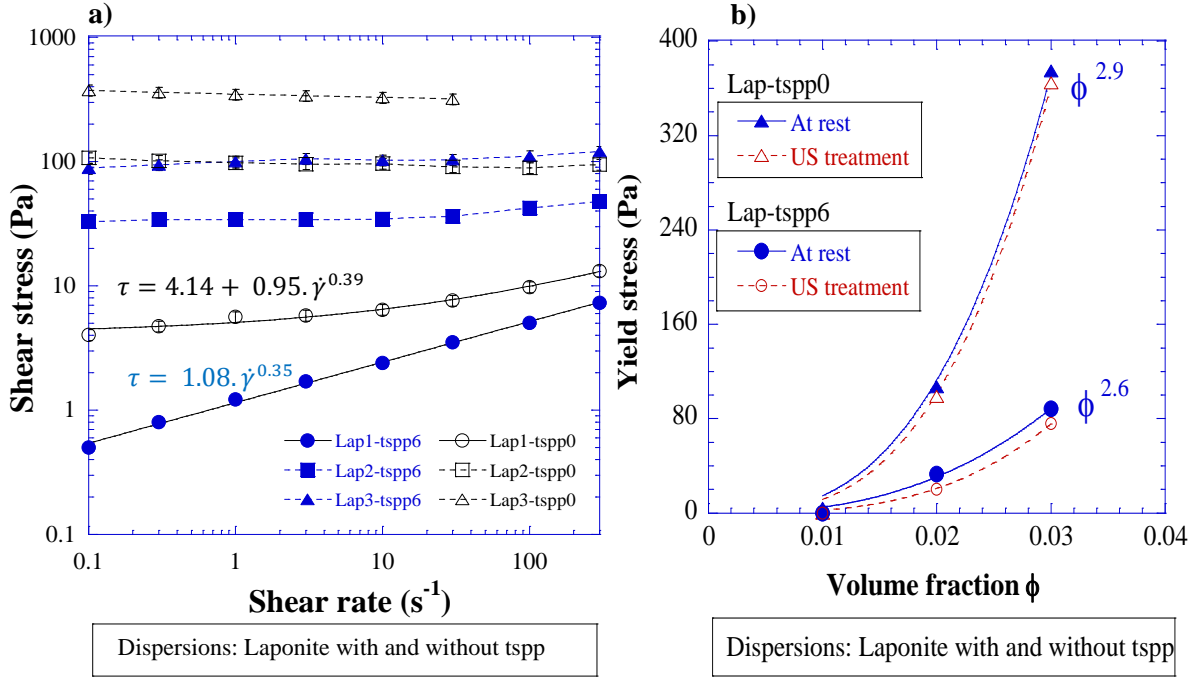 a)
1000
100
10
1
0.1
Shear stress (Pa)
τ = 4.14 + 0.95.γ̇^0.39
τ = 1.08.γ̇^0.35
Lap1-tspp6 Lap1-tspp0
Lap2-tspp6 Lap2-tspp0
Lap3-tspp6 Lap3-tspp0
0.1 1 10 100
Shear rate (s^-1)
Dispersions: Laponite with and without tspp
b)
400
320
240
160
80
0
Yield stress (Pa)
Lap-tspp0
At rest
US treatment
Lap-tspp6
At rest
US treatment
ϕ^2.9
ϕ^2.6
0 0.01 0.02 0.03 0.04
Volume fraction ϕ
Dispersions: Laponite with and without tspp